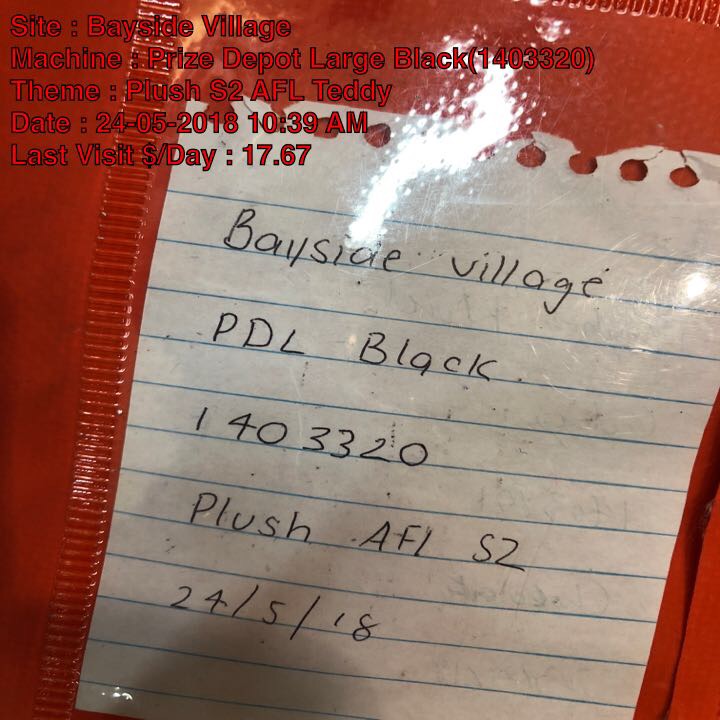 Site : Bayside Village
Machine : Prize Depot Large Black(1403320)
Theme : Plush S2 AFL Teddy
Date : 24-05-2018 10:39 AM
Last Visit $/Day : 17.67
Bayside village
PDL Black
1403320
Plush AFL S2
24/5/18